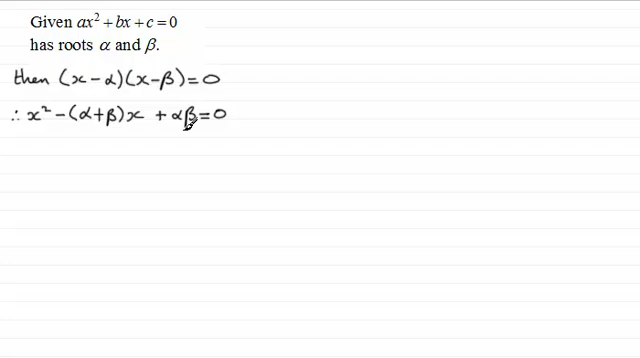 Given ax² + bx + c = 0
has roots α and β.
then (x - α)(x - β) = 0
∴ x² - (α + β)x + αβ = 0